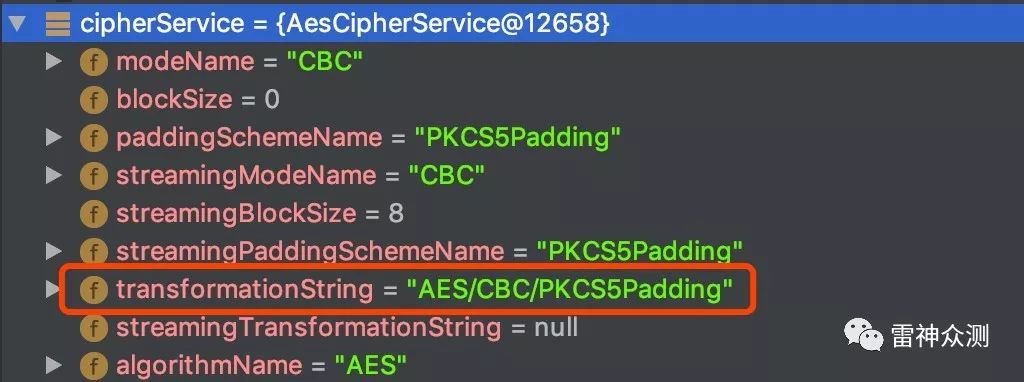 cipherService = {AesCipherService@12658}
f modeName = "CBC"
f blockSize = 0
f paddingSchemeName = "PKCS5Padding"
f streamingModeName = "CBC"
f streamingBlockSize = 8
f streamingPaddingSchemeName = "PKCS5Padding"
f transformationString = "AES/CBC/PKCS5Padding"
f streamingTransformationString = null
f algorithmName = "AES"
雷神众测